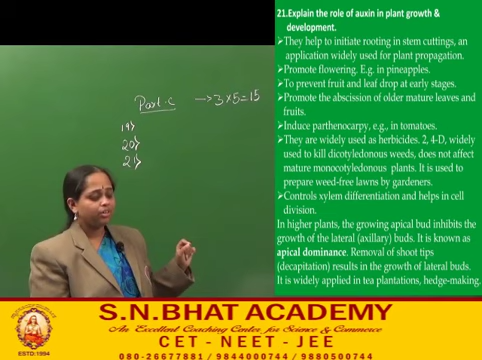 21.Explain the role of auxin in plant growth &
development.
➢They help to initiate rooting in stem cuttings, an
application widely used for plant propagation.
➢Promote flowering. E.g. in pineapples.
➢To prevent fruit and leaf drop at early stages.
➢Promote the abscission of older mature leaves and
fruits.
➢Induce parthenocarpy, e.g., in tomatoes.
➢They are widely used as herbicides. 2, 4-D, widely
used to kill dicotyledonous weeds, does not affect
mature monocotyledonous plants. It is used to
prepare weed-free lawns by gardeners.
➢Controls xylem differentiation and helps in cell
division.
In higher plants, the growing apical bud inhibits the
growth of the lateral (axillary) buds. It is known as
apical dominance. Removal of shoot tips
(decapitation) results in the growth of lateral buds.
It is widely applied in tea plantations, hedge-making.
Part-C → 3×5=15
19)
20)
21)
S.N.BHAT ACADEMY
An Excellent Coaching Center for Science & Commerce
CET - NEET - JEE
080-26677881 / 9844000744 / 9880500744
ESTD:1994